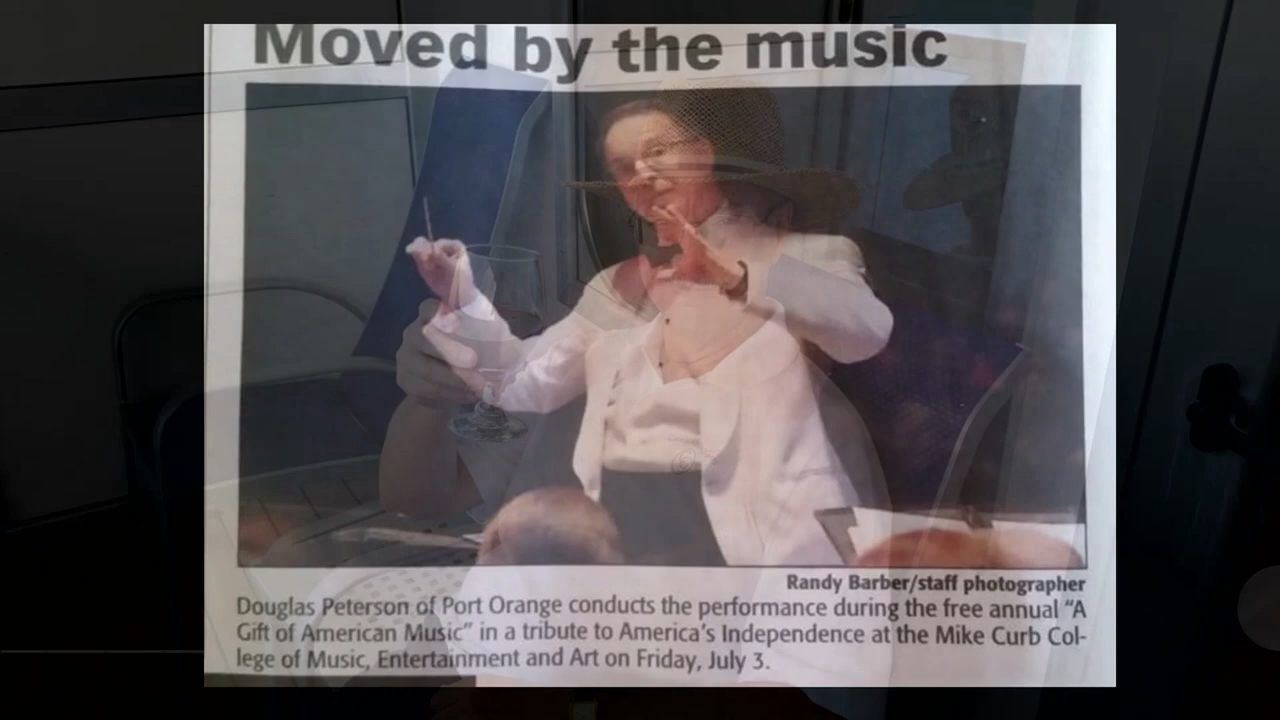 Moved by the music
Randy Barber/staff photographer
Douglas Peterson of Port Orange conducts the performance during the free annual “A
Gift of American Music” in a tribute to America’s Independence at the Mike Curb Col-
lege of Music, Entertainment and Art on Friday, July 3.